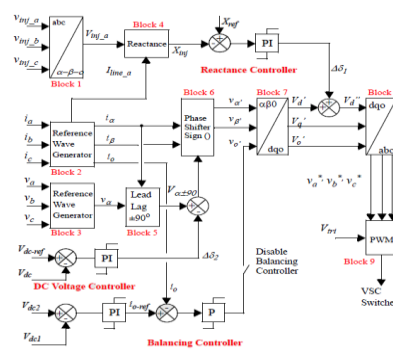 Block 4
X_ref
v_inj_a
v_inj_b
v_inj_c
abc
α-β-o
V_inj_a
Reactance
X_inj
PI
Block 1
I_line_a
Δδ1
Reactance Controller
Block 6
Block 7
Block 8
i_a
i_b
i_c
Reference
Wave
Generator
Block 2
i_α
i_β
i_o
Phase
Shifter
Sign ()
v_α'
v_β'
v_o'
αβ0
dqo
V_d'
V_q'
V_o'
V_d''
dqo
abc
v_a
v_b
v_c
Reference
Wave
Generator
Block 3
v_α
Lead
Lag
±90°
Block 5
V_α±90
v_a*, v_b*, v_c*
V_dc-ref
V_dc
PI
Δδ2
DC Voltage Controller
V_tri
PWM
Block 9
Disable
Balancing
Controller
VSC
Switches
V_dc2
V_dc1
PI
i_o-ref
i_o
P
Balancing Controller